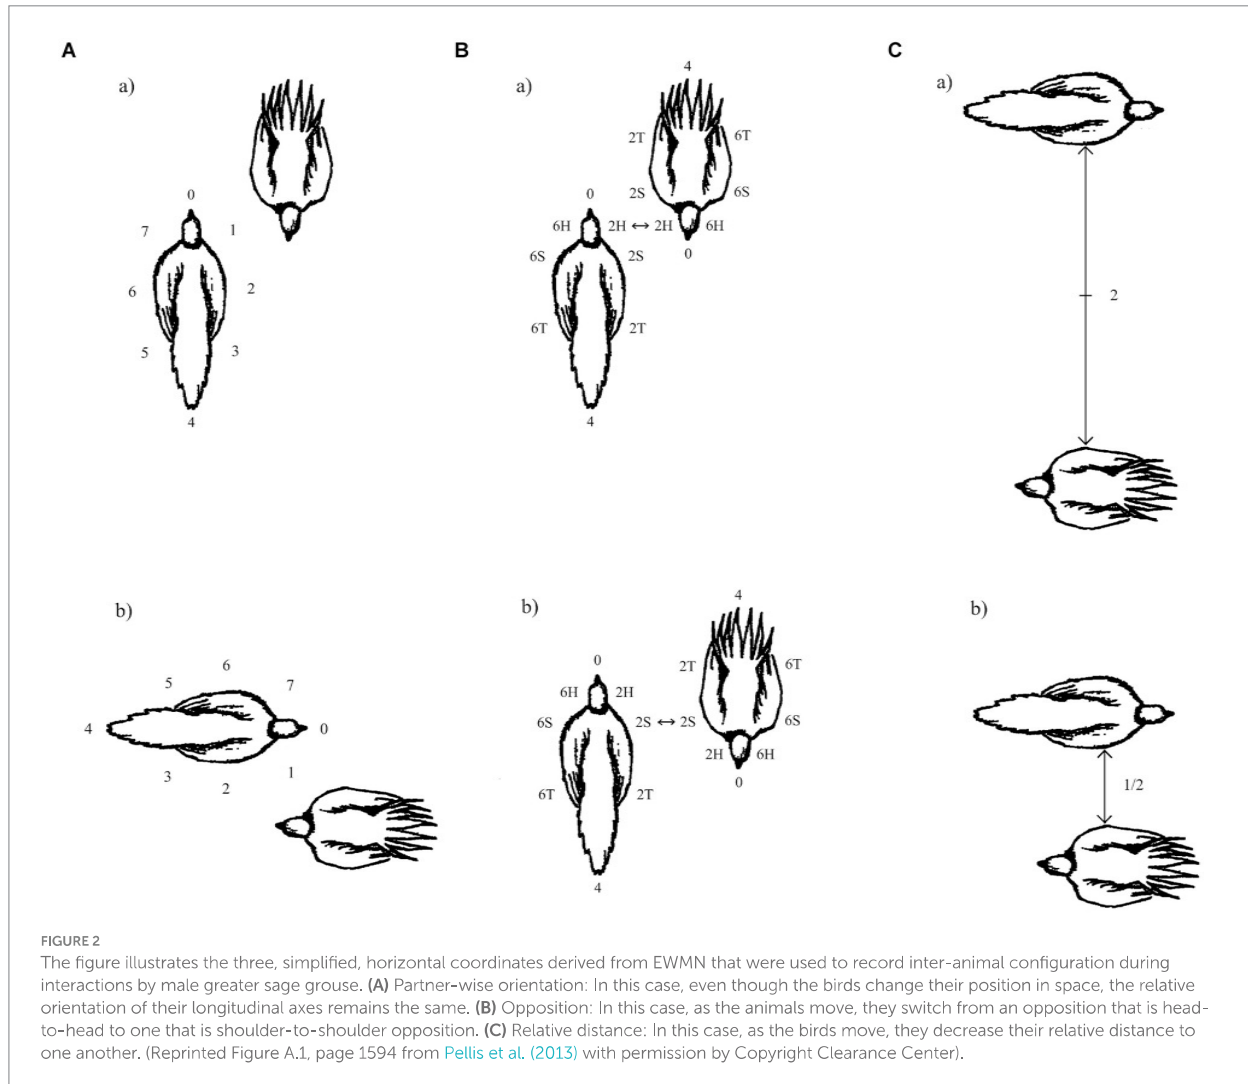 A
B
C
a)
a)
a)
4
2T
6T
2S
6S
0
0
7
1
6H
2H ↔ 2H
6H
6S
2S
0
6
2
2
6T
2T
5
3
4
4
b)
b)
b)
4
6
0
2T
6T
5
7
6H
2H
4
0
6S
2S ↔ 2S
6S
3
1
2H
6H
2
6T
2T
0
1/2
4
FIGURE 2
The figure illustrates the three, simplified, horizontal coordinates derived from EWMN that were used to record inter-animal configuration during
interactions by male greater sage grouse. (A) Partner-wise orientation: In this case, even though the birds change their position in space, the relative
orientation of their longitudinal axes remains the same. (B) Opposition: In this case, as the animals move, they switch from an opposition that is head-
to-head to one that is shoulder-to-shoulder opposition. (C) Relative distance: In this case, as the birds move, they decrease their relative distance to
one another. (Reprinted Figure A.1, page 1594 from Pellis et al. (2013) with permission by Copyright Clearance Center).